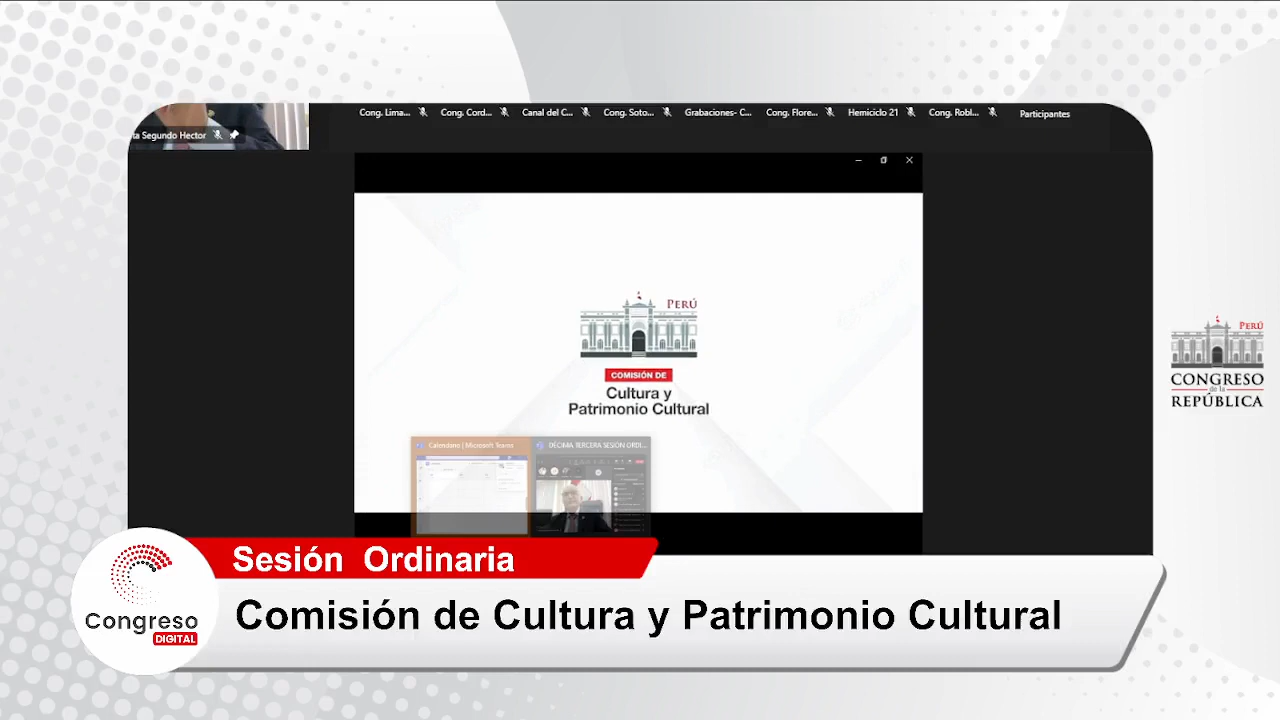 Cong. Lima... Cong. Cord... Canal del C... Cong. Soto... Grabaciones- C... Cong. Flore... Hemiciclo 21 Cong. Robl... Participantes
ta Segundo Hector
PERÚ
COMISIÓN DE
Cultura y
Patrimonio Cultural
Calendario | Microsoft Teams
DÉCIMA TERCERA SESIÓN ORDI...
PERÚ
CONGRESO
de la
REPÚBLICA
Sesión Ordinaria
Congreso
DIGITAL
Comisión de Cultura y Patrimonio Cultural